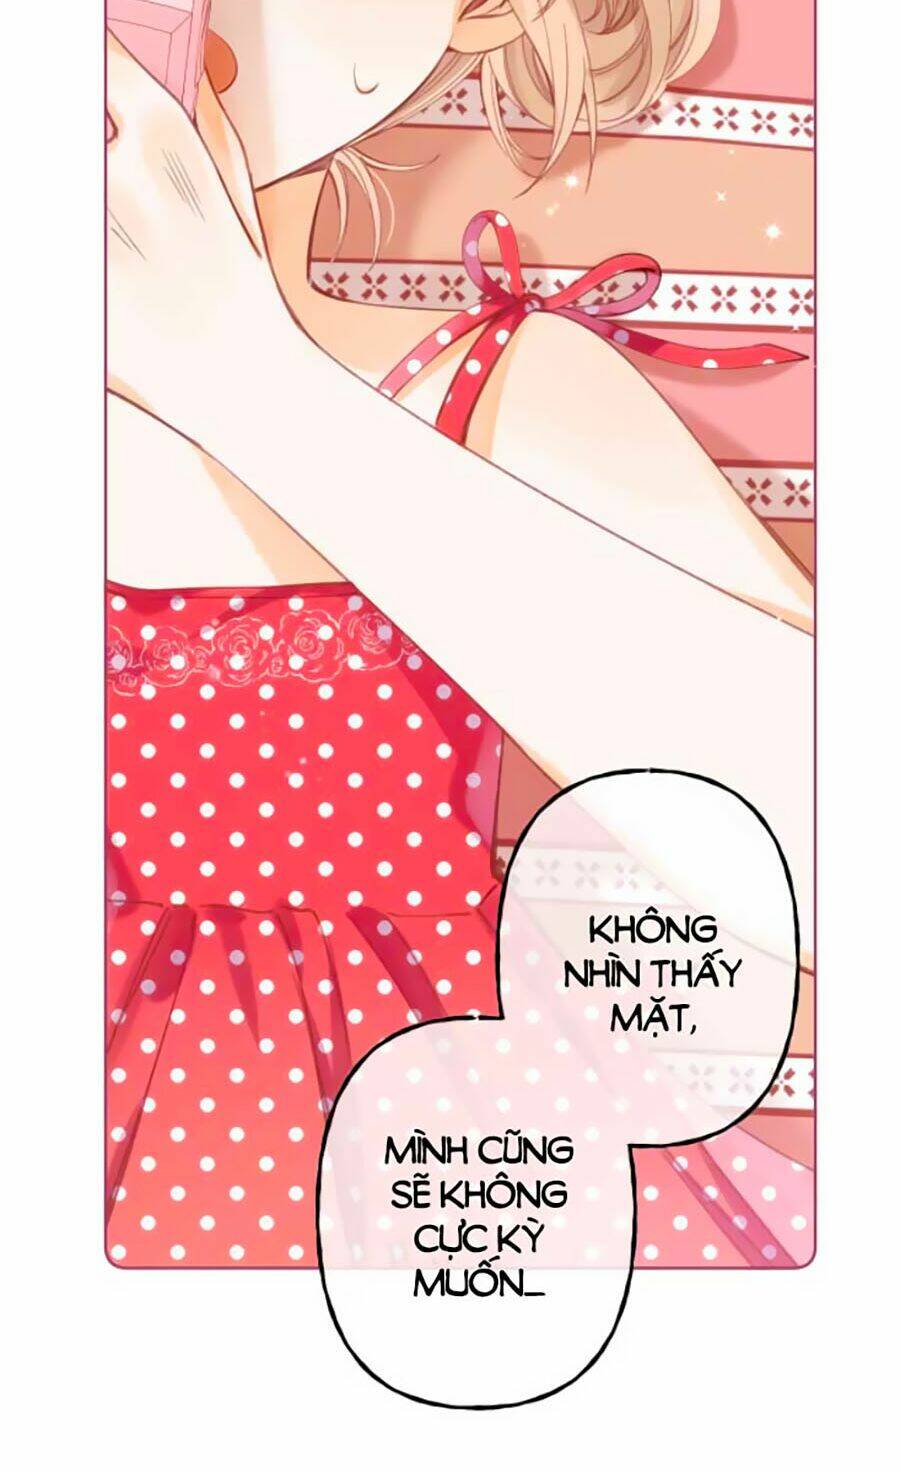 KHÔNG
NHÌN THẤY
MẶT,
MÌNH CŨNG
SẼ KHÔNG
CỰC KỲ
MUỐN...